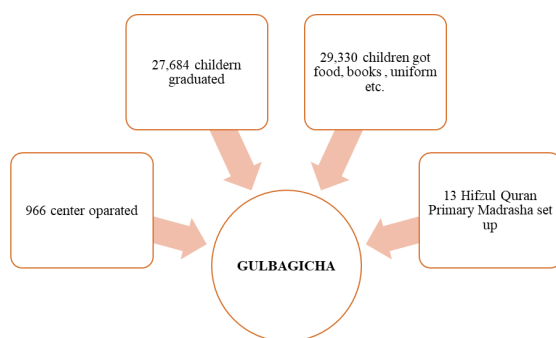 27,684 childern
graduated
29,330 children got
food, books , uniform
etc.
966 center oparated
13 Hifzul Quran
Primary Madrasha set
up
GULBAGICHA